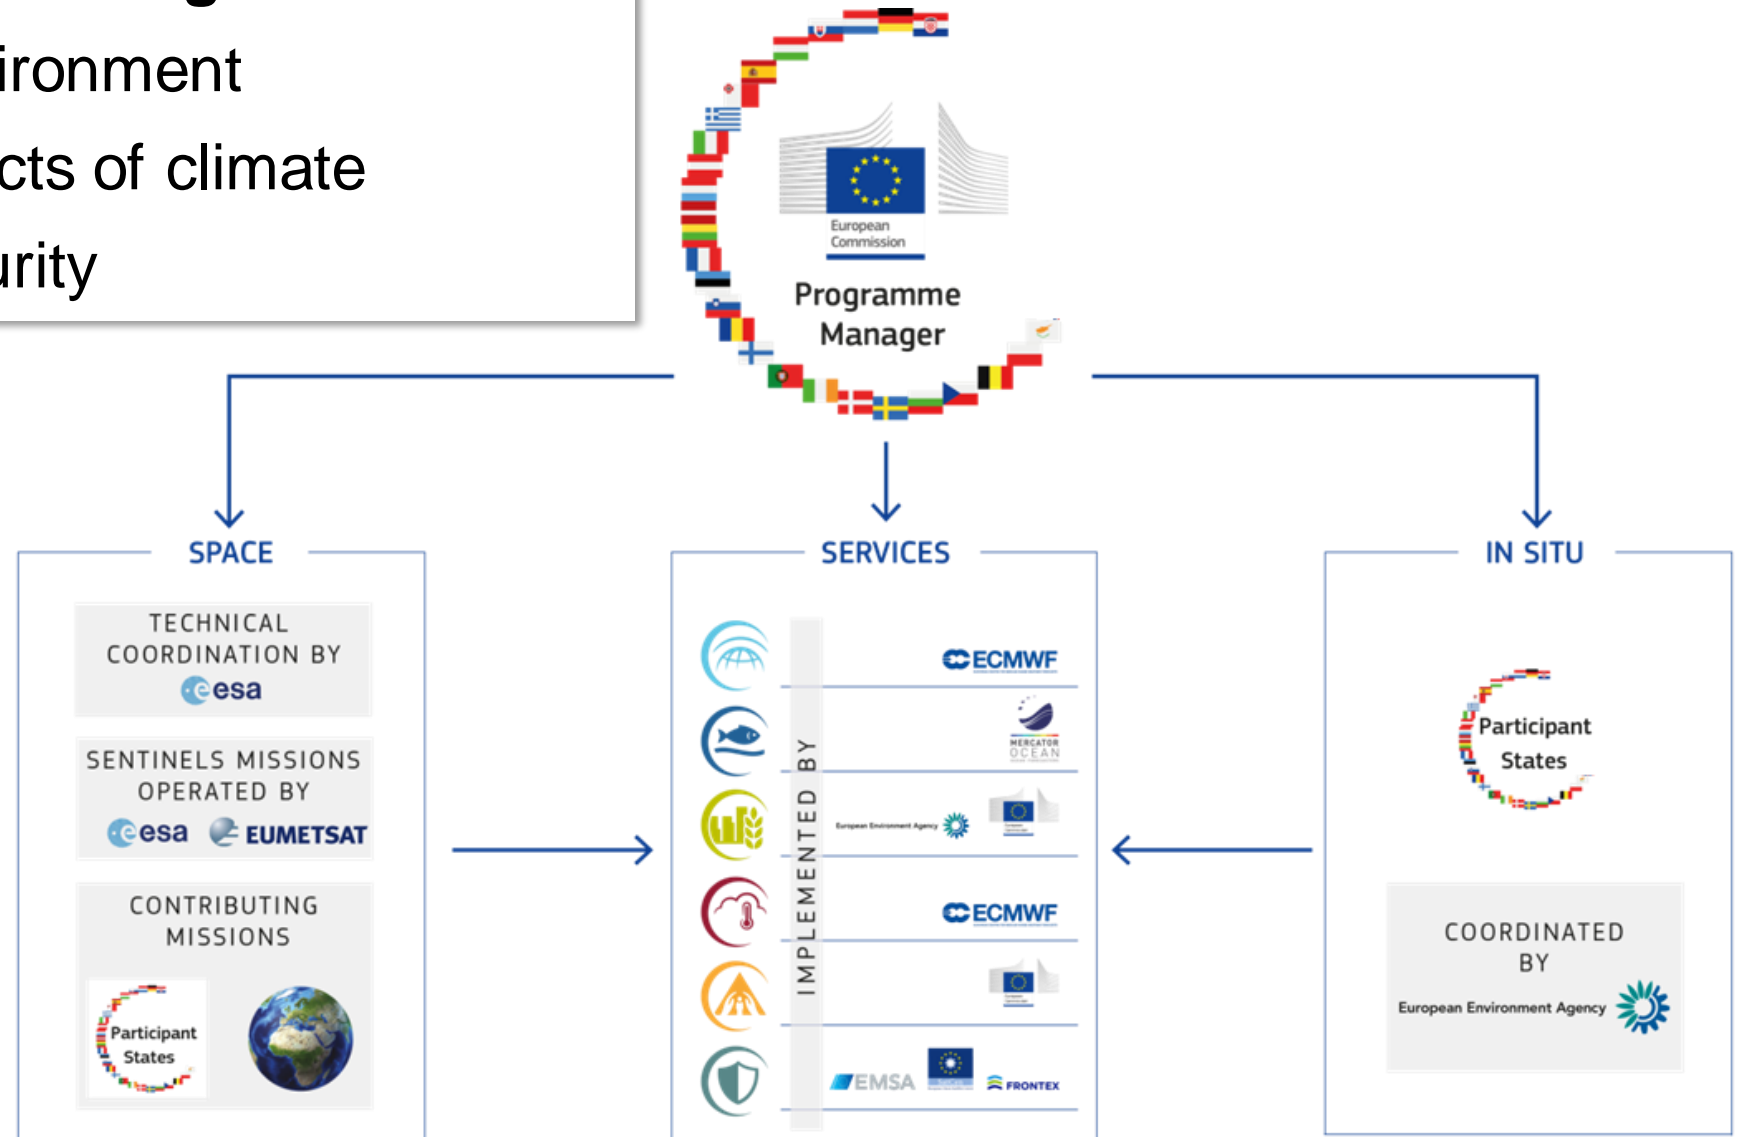 ironment
cts of climate
urity
European
Commission
Programme
Manager
SPACE
TECHNICAL
COORDINATION BY
esa
SENTINELS MISSIONS
OPERATED BY
esa EUMETSAT
CONTRIBUTING
MISSIONS
Participant
States
SERVICES
IMPLEMENTED BY
ECMWF
MERCATOR
OCEAN
European Environment Agency
ECMWF
EMSA
FRONTEX
IN SITU
Participant
States
COORDINATED
BY
European Environment Agency